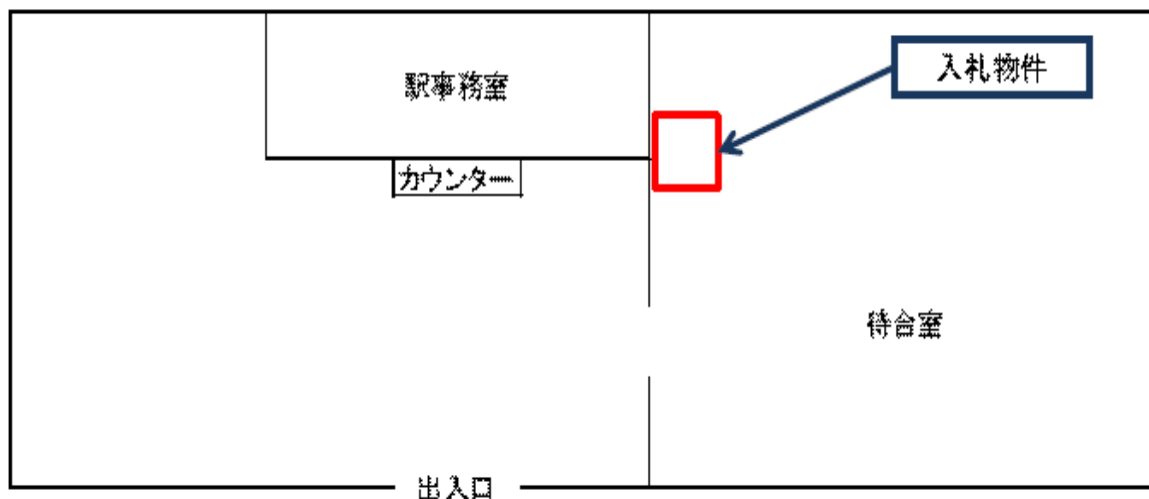 入札物件
駅事務室
カウンター
待合室
出入口